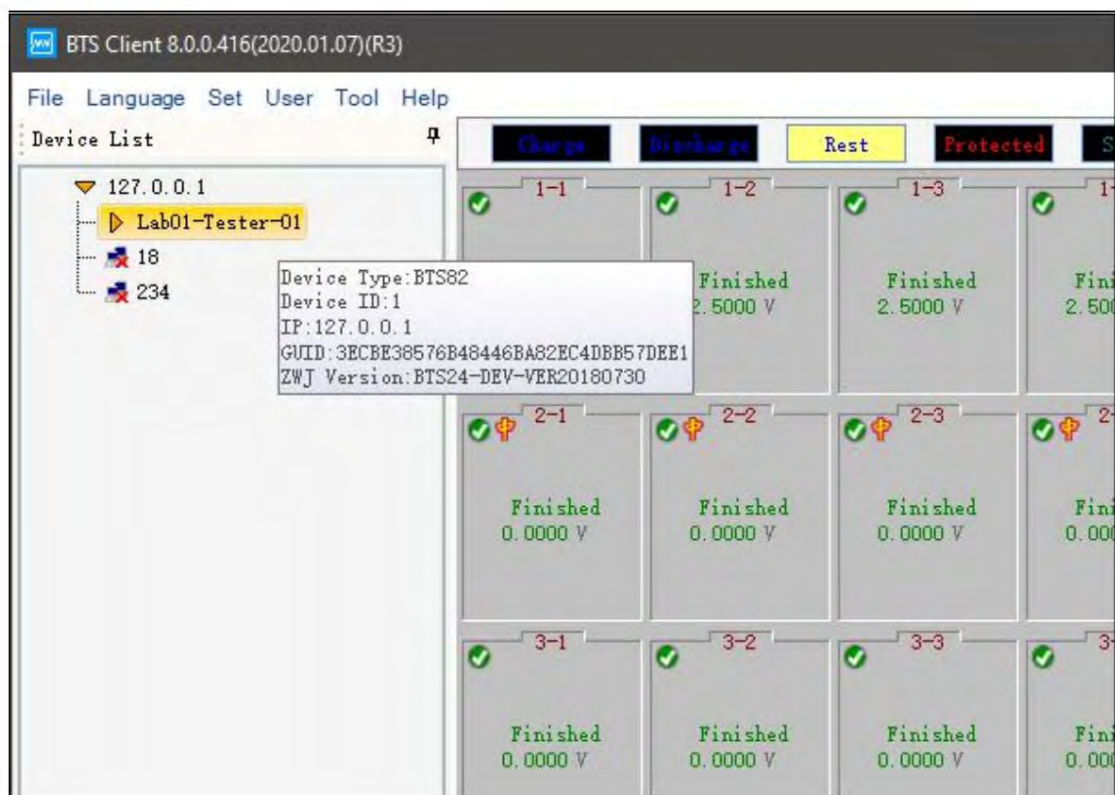 BTS Client 8.0.0.416(2020.01.07)(R3)
File Language Set User Tool Help
Device List
Charge Discharge Rest Protected
127.0.0.1
Lab01-Tester-01
18
234
Device Type:BTS82
Device ID:1
IP:127.0.0.1
GUID:3ECBE38576B48446BA82EC4DBB57DEE1
ZWJ Version:BTS24-DEV-VER20180730
1-1 1-2 1-3
Finished Finished
2.5000 V 2.5000 V
2-1 2-2 2-3
Finished Finished Finished
0.0000 V 0.0000 V 0.0000 V
3-1 3-2 3-3
Finished Finished Finished
0.0000 V 0.0000 V 0.0000 V